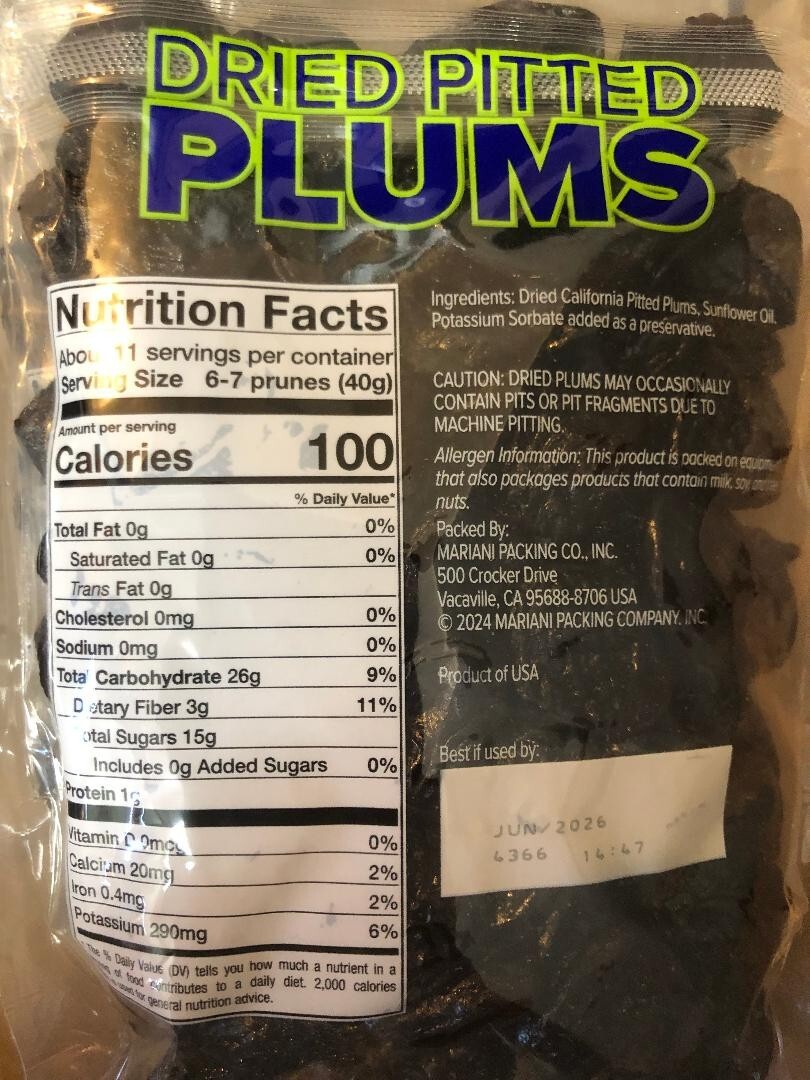 DRIED PITTED
PLUMS
Nutrition Facts
About 11 servings per container
Serving Size 6-7 prunes (40g)
Amount per serving
Calories 100
% Daily Value*
Total Fat 0g 0%
Saturated Fat 0g 0%
Trans Fat 0g
Cholesterol 0mg 0%
Sodium 0mg 0%
Total Carbohydrate 26g 9%
Dietary Fiber 3g 11%
Total Sugars 15g
Includes 0g Added Sugars 0%
Protein 1g
Vitamin 0mcg 0%
Calcium 20mg 2%
Iron 0.4mg 2%
Potassium 290mg 6%
The % Daily Value (DV) tells you how much a nutrient in a
of food contributes to a daily diet. 2,000 calories
used for general nutrition advice.
Ingredients: Dried California Pitted Plums, Sunflower Oil.
Potassium Sorbate added as a preservative.
CAUTION: DRIED PLUMS MAY OCCASIONALLY
CONTAIN PITS OR PIT FRAGMENTS DUE TO
MACHINE PITTING.
Allergen Information: This product is packed on
that also packages products that contain milk, soy
nuts.
Packed By:
MARIANI PACKING CO., INC.
500 Crocker Drive
Vacaville, CA 95688-8706 USA
© 2024 MARIANI PACKING COMPANY, INC.
Product of USA
Best if used by:
JUN/2026
4366 14:47